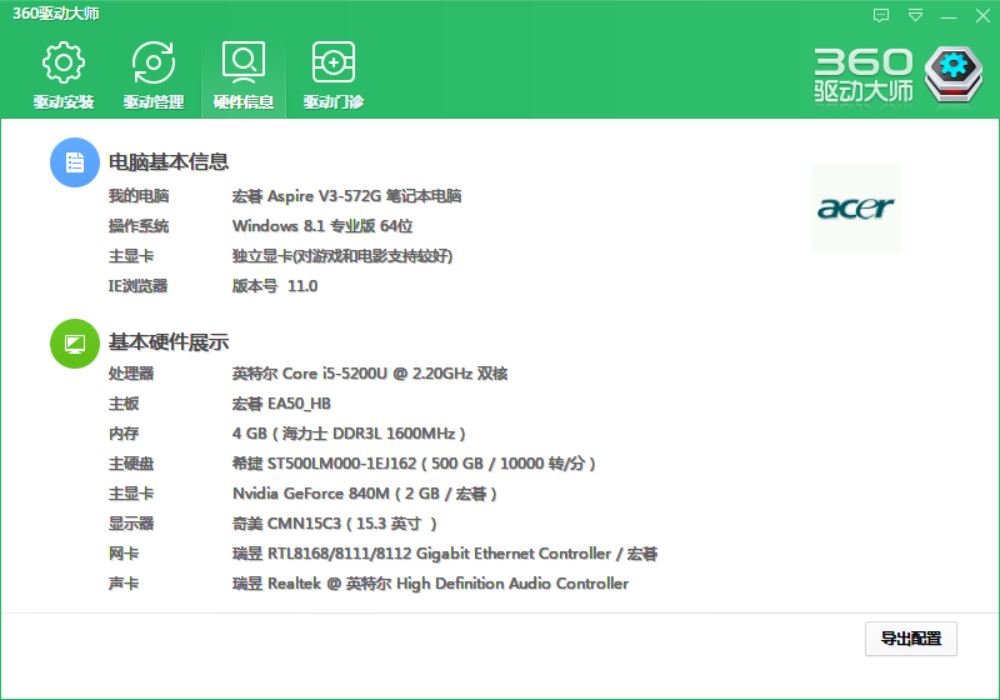 360驱动大师
驱动安装 驱动管理 硬件信息 驱动门诊
360
驱动大师
电脑基本信息
我的电脑 宏碁 Aspire V3-572G 笔记本电脑
acer
操作系统 Windows 8.1 专业版 64位
主显卡 独立显卡(对游戏和电影支持较好)
IE浏览器 版本号 11.0
基本硬件展示
处理器 英特尔 Core i5-5200U @ 2.20GHz 双核
主板 宏碁 EA50_HB
内存 4 GB ( 海力士 DDR3L 1600MHz )
主硬盘 希捷 ST500LM000-1EJ162 ( 500 GB / 10000 转/分 )
主显卡 Nvidia GeForce 840M ( 2 GB / 宏碁 )
显示器 奇美 CMN15C3 ( 15.3 英寸 )
网卡 瑞昱 RTL8168/8111/8112 Gigabit Ethernet Controller / 宏碁
声卡 瑞昱 Realtek @ 英特尔 High Definition Audio Controller
导出配置